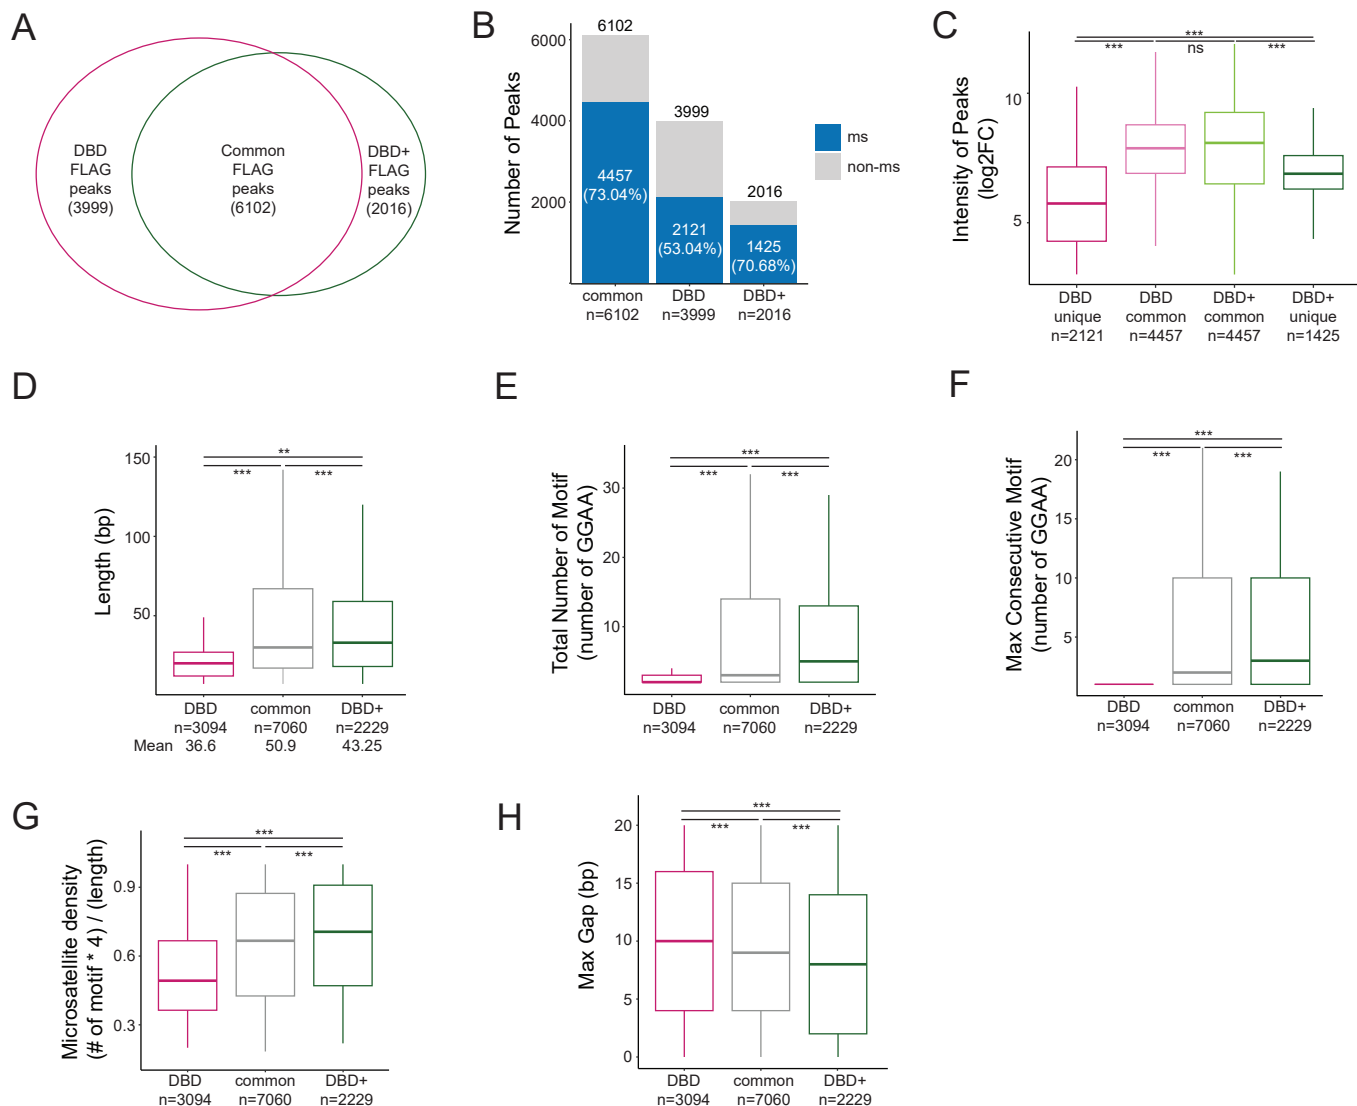 A
DBD
FLAG
peaks
(3999)
Common
FLAG
peaks
(6102)
DBD+
FLAG
peaks
(2016)
B
Number of Peaks
6000
4000
2000
0
6102
4457
(73.04%)
3999
2121
(53.04%)
2016
1425
(70.68%)
common
n=6102
DBD
n=3999
DBD+
n=2016
ms
non-ms
C
Intensity of Peaks
(log2FC)
10
5
***
***
ns
***
DBD
unique
n=2121
DBD
common
n=4457
DBD+
common
n=4457
DBD+
unique
n=1425
D
Length (bp)
150
100
50
**
***
***
DBD
n=3094
common
n=7060
DBD+
n=2229
Mean 36.6 50.9 43.25
E
Total Number of Motif
(number of GGAA)
30
20
10
***
***
***
DBD
n=3094
common
n=7060
DBD+
n=2229
F
Max Consecutive Motif
(number of GGAA)
20
15
10
5
***
***
***
DBD
n=3094
common
n=7060
DBD+
n=2229
G
Microsatellite density
(# of motif * 4) / (length)
0.9
0.6
0.3
***
***
***
DBD
n=3094
common
n=7060
DBD+
n=2229
H
Max Gap (bp)
20
15
10
5
0
***
***
***
DBD
n=3094
common
n=7060
DBD+
n=2229